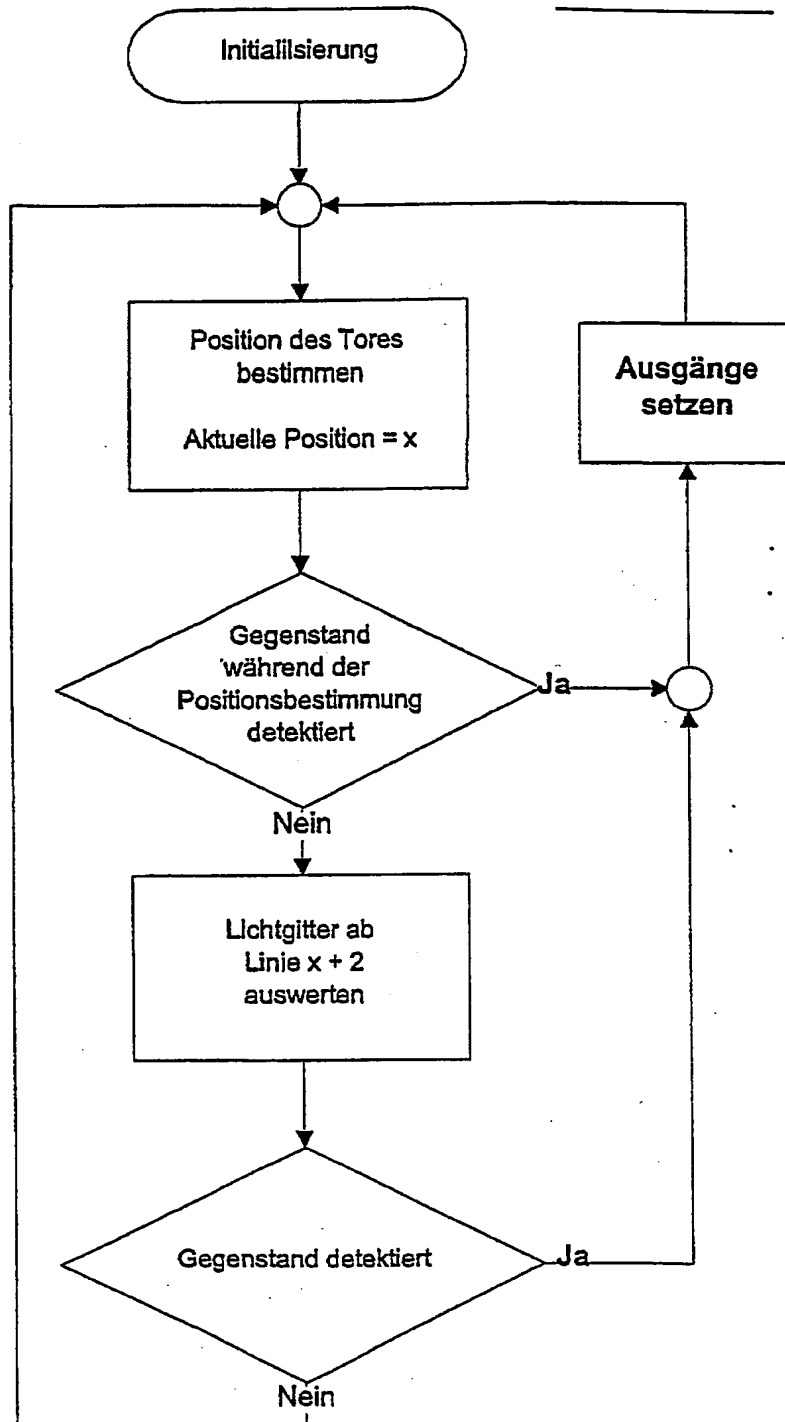 Initialilsierung
Position des Tores
bestimmen
Aktuelle Position = x
Ausgänge
setzen
Gegenstand
während der
Positionsbestimmung
detektiert
Ja
Nein
Lichtgitter ab
Linie x + 2
auswerten
Gegenstand detektiert
Ja
Nein